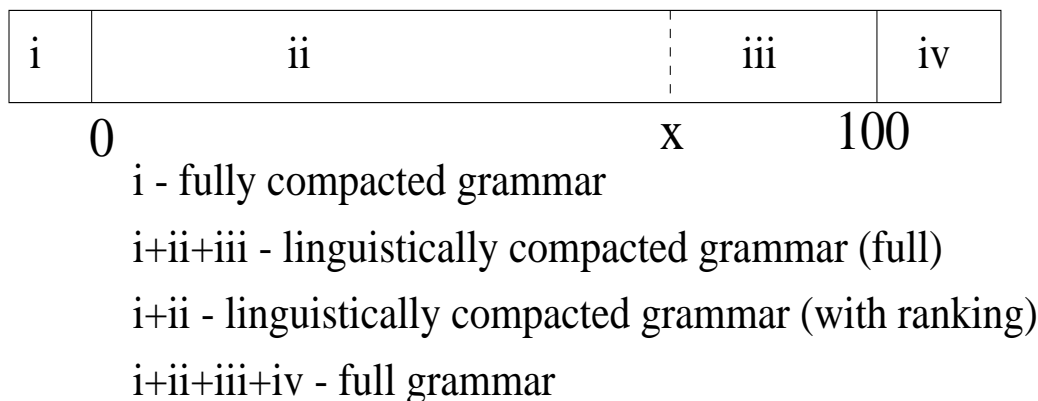 i ii iii iv
0 x 100
i - fully compacted grammar
i+ii+iii - linguistically compacted grammar (full)
i+ii - linguistically compacted grammar (with ranking)
i+ii+iii+iv - full grammar